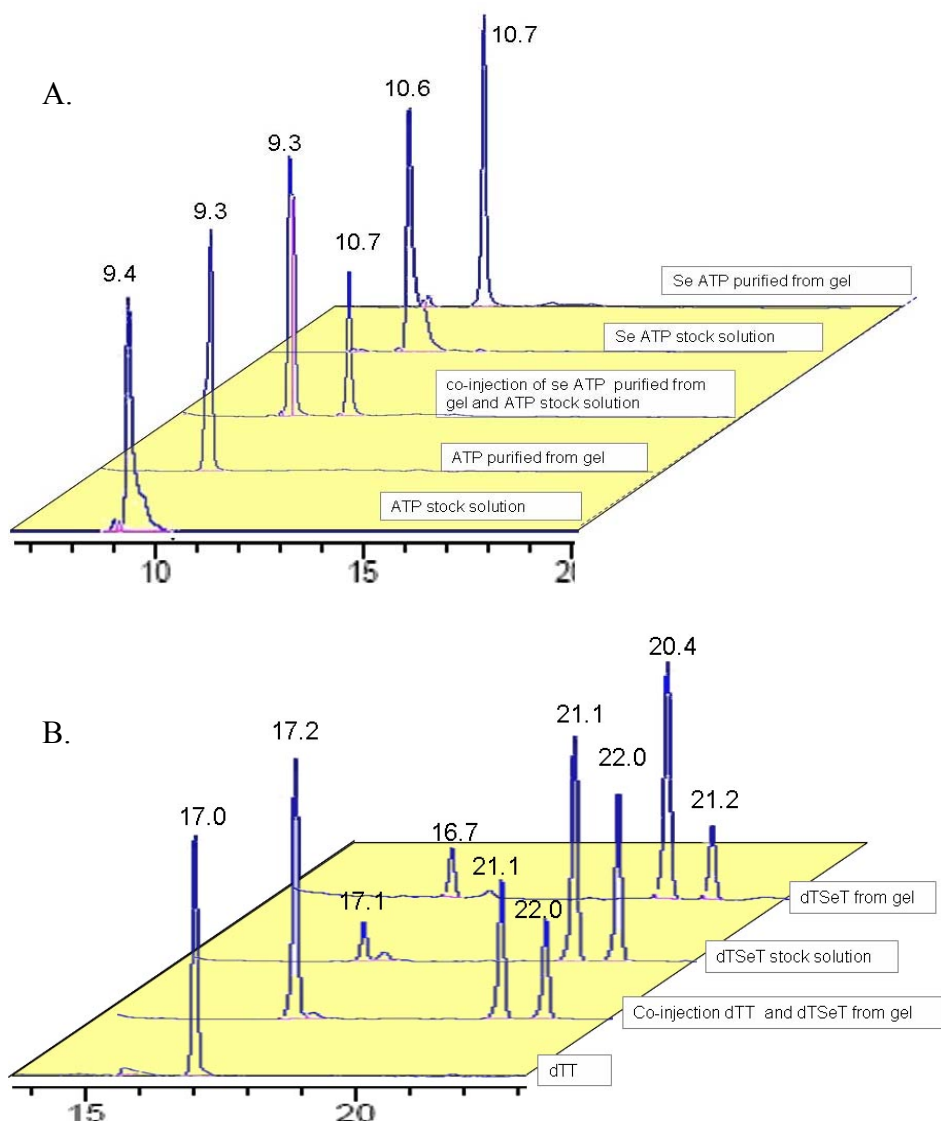 A.
10.7
10.6
9.3
9.3
10.7
9.4
Se ATP purified from gel
Se ATP stock solution
co-injection of se ATP purified from
gel and ATP stock solution
ATP purified from gel
ATP stock solution
10 15 20
B.
20.4
21.1
17.2
22.0
17.0
21.2
16.7
21.1
17.1
22.0
dTSeT from gel
dTSeT stock solution
Co-injection dTT and dTSeT from gel
dTT
15 20